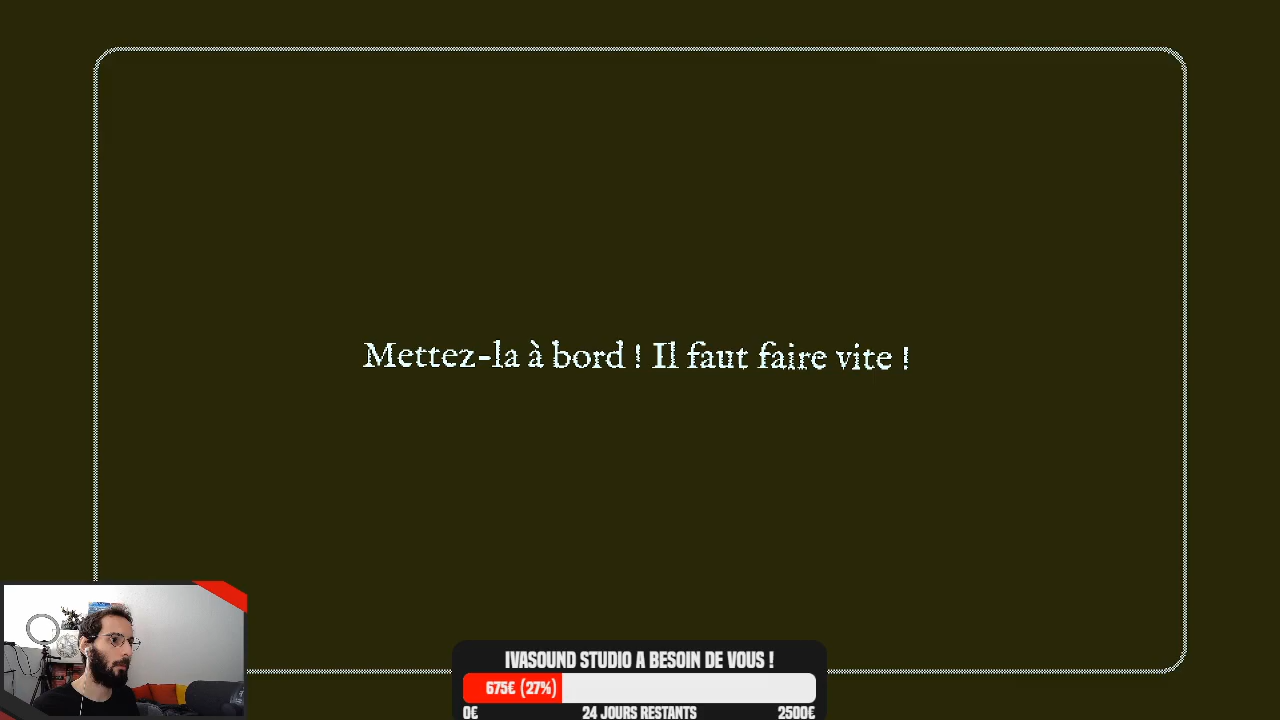 Mettez-la à bord ! Il faut faire vite !
IVASOUND STUDIO A BESOIN DE VOUS !
675€ (27%)
0€ 24 JOURS RESTANTS 2500€